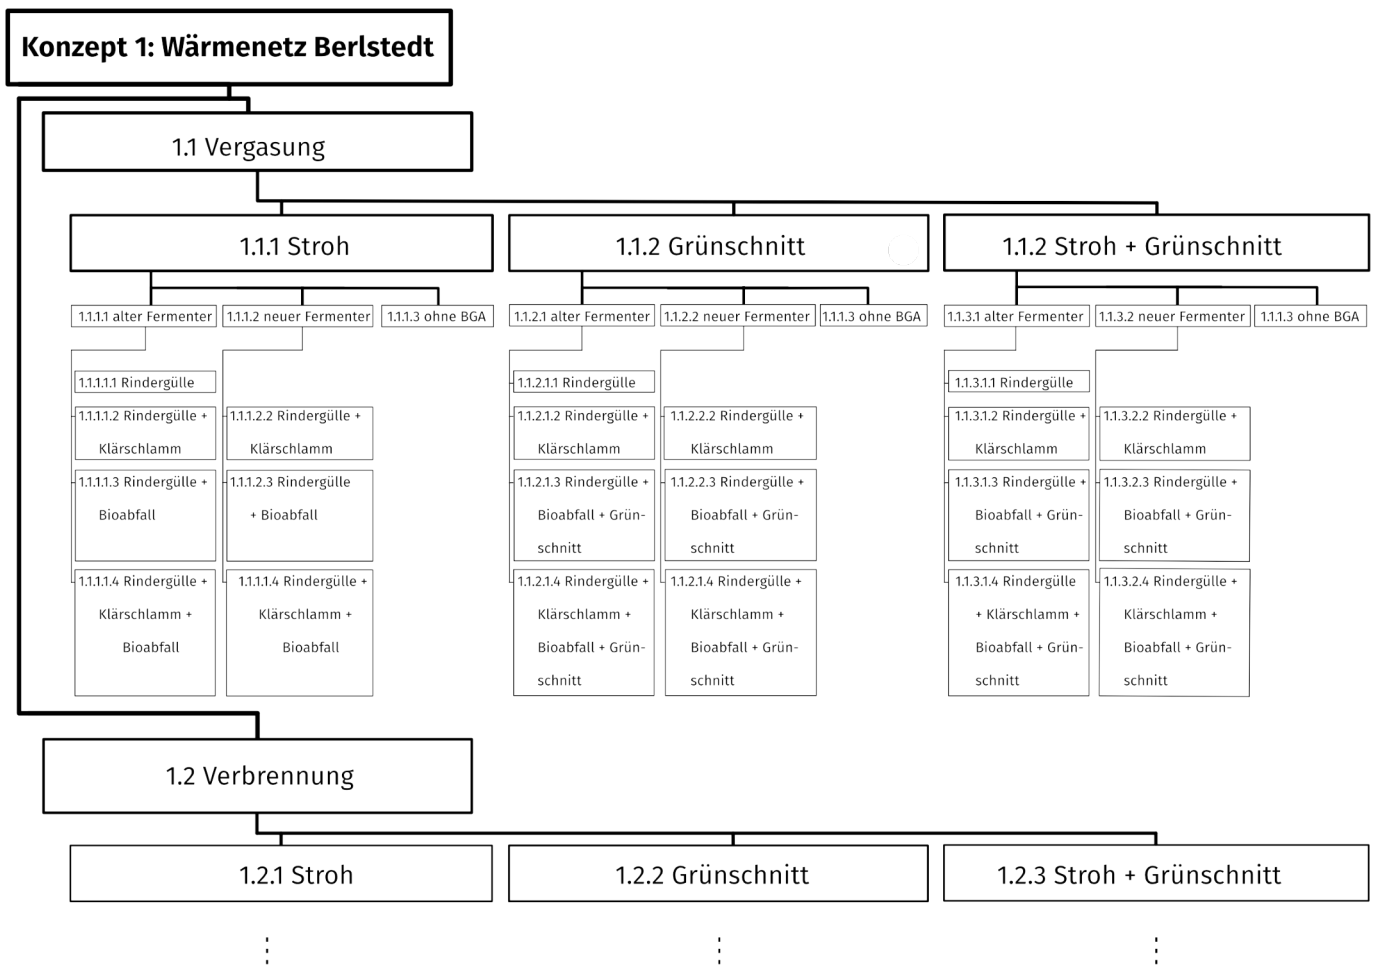 Konzept 1: Wärmenetz Berlstedt
1.1 Vergasung
1.1.1 Stroh
1.1.2 Grünschnitt
1.1.2 Stroh + Grünschnitt
1.1.1.1 alter Fermenter
1.1.1.2 neuer Fermenter
1.1.1.3 ohne BGA
1.1.2.1 alter Fermenter
1.1.2.2 neuer Fermenter
1.1.1.3 ohne BGA
1.1.3.1 alter Fermenter
1.1.3.2 neuer Fermenter
1.1.1.3 ohne BGA
1.1.1.1.1 Rindergülle
1.1.1.1.2 Rindergülle +
Klärschlamm
1.1.1.1.3 Rindergülle +
Bioabfall
1.1.1.1.4 Rindergülle +
Klärschlamm +
Bioabfall
1.1.1.2.2 Rindergülle +
Klärschlamm
1.1.1.2.3 Rindergülle
+ Bioabfall
1.1.1.1.4 Rindergülle +
Klärschlamm +
Bioabfall
1.1.2.1.1 Rindergülle
1.1.2.1.2 Rindergülle +
Klärschlamm
1.1.2.1.3 Rindergülle +
Bioabfall + Grün-
schnitt
1.1.2.1.4 Rindergülle +
Klärschlamm +
Bioabfall + Grün-
schnitt
1.1.2.2.2 Rindergülle +
Klärschlamm
1.1.2.2.3 Rindergülle +
Bioabfall + Grün-
schnitt
1.1.2.1.4 Rindergülle +
Klärschlamm +
Bioabfall + Grün-
schnitt
1.1.3.1.1 Rindergülle
1.1.3.1.2 Rindergülle +
Klärschlamm
1.1.3.1.3 Rindergülle +
Bioabfall + Grün-
schnitt
1.1.3.1.4 Rindergülle
+ Klärschlamm +
Bioabfall + Grün-
schnitt
1.1.3.2.2 Rindergülle +
Klärschlamm
1.1.3.2.3 Rindergülle +
Bioabfall + Grün-
schnitt
1.1.3.2.4 Rindergülle +
Klärschlamm +
Bioabfall + Grün-
schnitt
1.2 Verbrennung
1.2.1 Stroh
1.2.2 Grünschnitt
1.2.3 Stroh + Grünschnitt